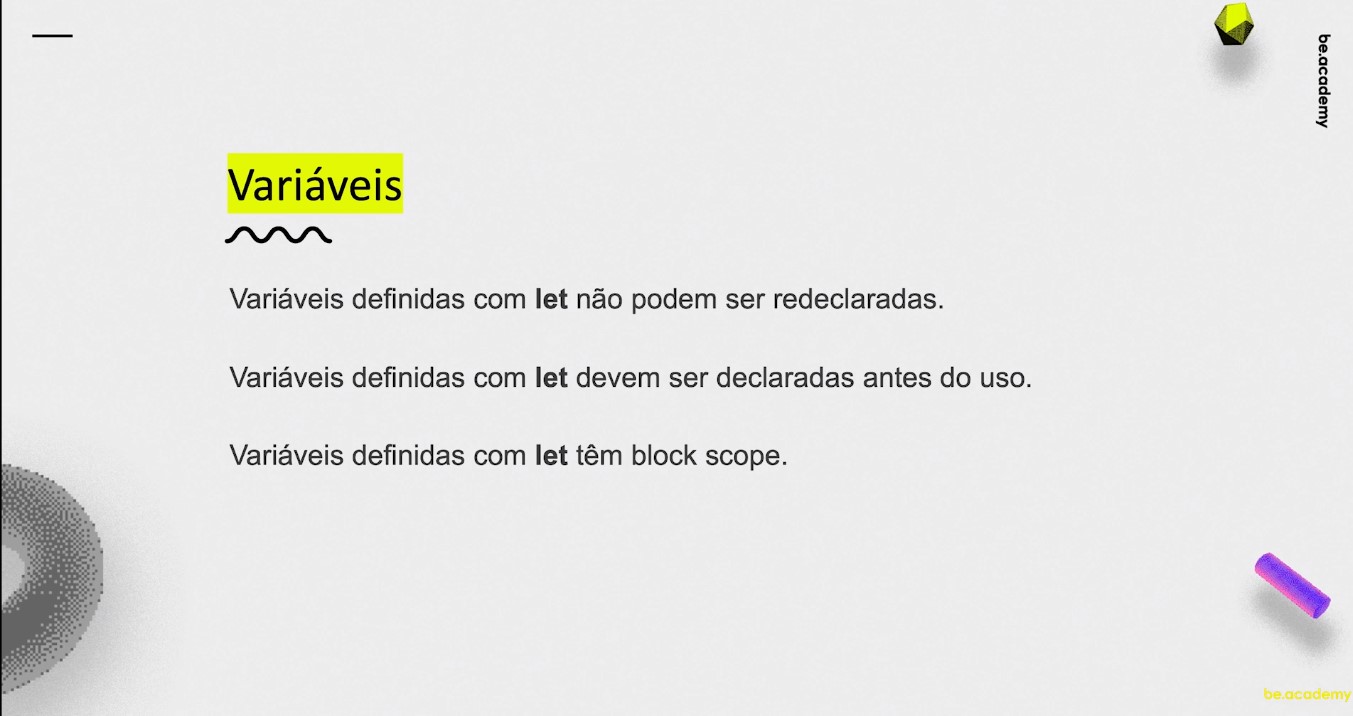 be.academy
Variáveis
Variáveis definidas com let não podem ser redeclaradas.
Variáveis definidas com let devem ser declaradas antes do uso.
Variáveis definidas com let têm block scope.
be.academy